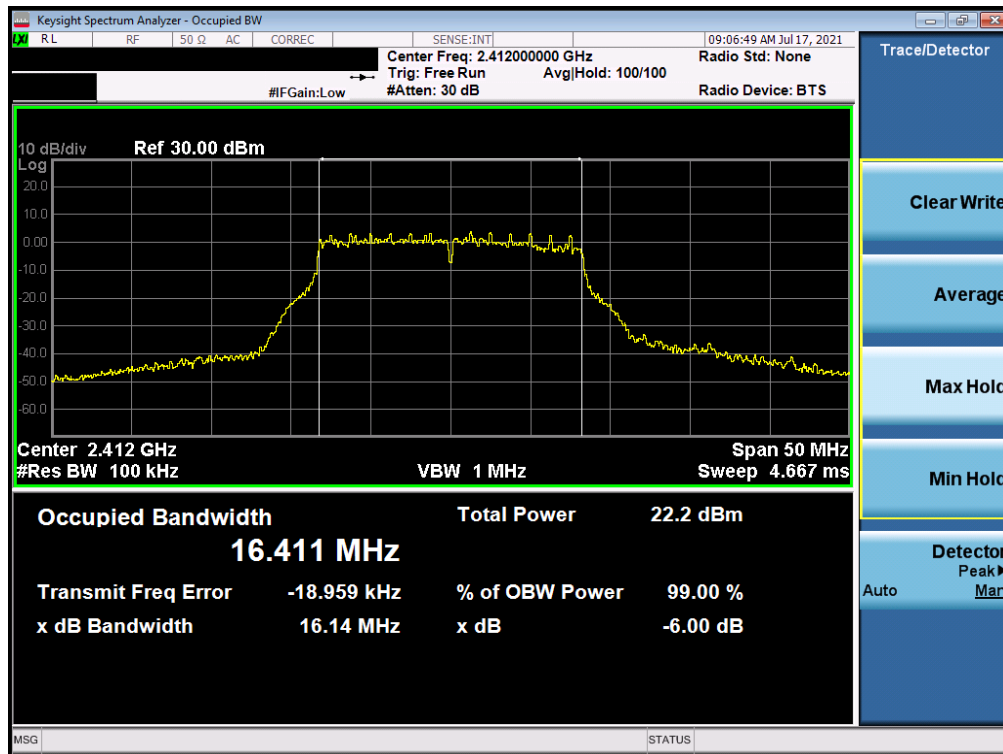 Keysight Spectrum Analyzer - Occupied BW
LXI RL RF 50 Ω AC CORREC SENSE:INT 09:06:49 AM Jul 17, 2021
Center Freq: 2.412000000 GHz Radio Std: None
Trig: Free Run Avg|Hold: 100/100
#IFGain:Low #Atten: 30 dB Radio Device: BTS
Trace/Detector
10 dB/div Ref 30.00 dBm
Log
20.0
10.0
0.00
-10.0
-20.0
-30.0
-40.0
-50.0
-60.0
Center 2.412 GHz Span 50 MHz
#Res BW 100 kHz VBW 1 MHz Sweep 4.667 ms
Occupied Bandwidth Total Power 22.2 dBm
16.411 MHz
Transmit Freq Error -18.959 kHz % of OBW Power 99.00 %
x dB Bandwidth 16.14 MHz x dB -6.00 dB
Clear Write
Average
Max Hold
Min Hold
Detector
Peak▶
Auto Man
MSG STATUS